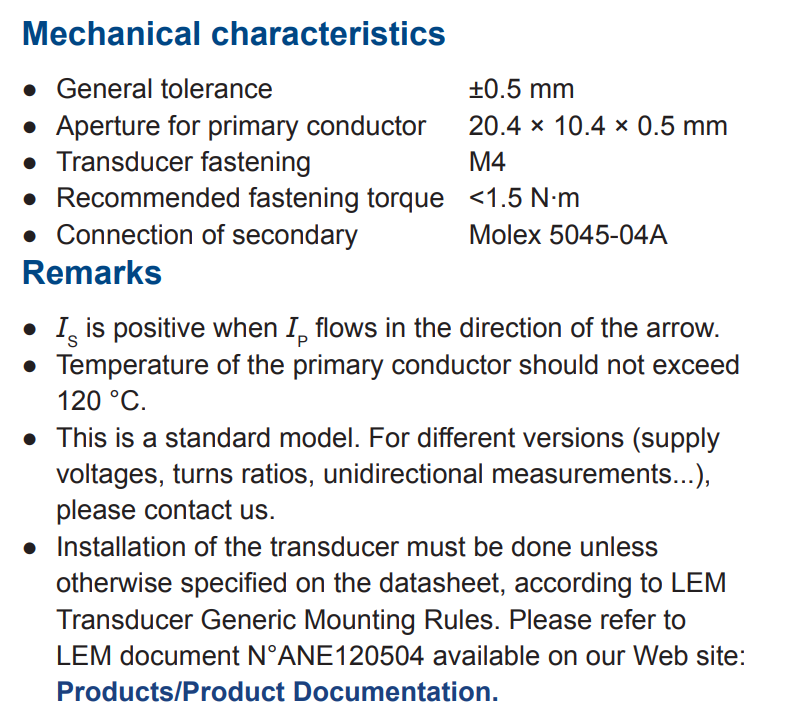 Mechanical characteristics
● General tolerance ±0.5 mm
● Aperture for primary conductor 20.4 × 10.4 × 0.5 mm
● Transducer fastening M4
● Recommended fastening torque <1.5 N·m
● Connection of secondary Molex 5045-04A
Remarks
● I_S is positive when I_P flows in the direction of the arrow.
● Temperature of the primary conductor should not exceed
120 °C.
● This is a standard model. For different versions (supply
voltages, turns ratios, unidirectional measurements...),
please contact us.
● Installation of the transducer must be done unless
otherwise specified on the datasheet, according to LEM
Transducer Generic Mounting Rules. Please refer to
LEM document N°ANE120504 available on our Web site:
Products/Product Documentation.